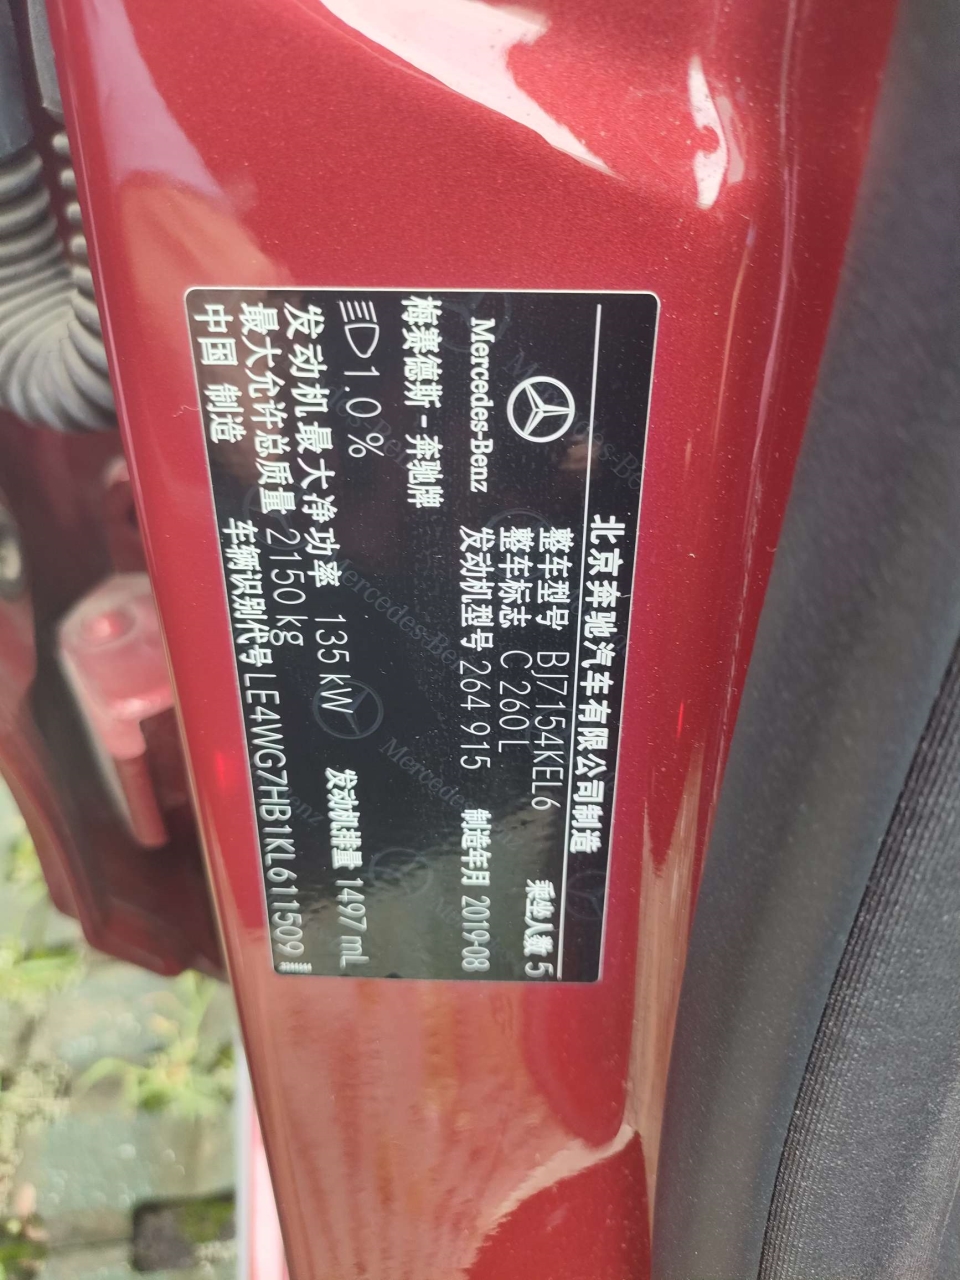 北京奔驰汽车有限公司制造
Mercedes-Benz
整车型号 BJ7154KEL6 乘坐人数 5
整车标志 C 260 L
发动机型号 264 915 制造年月 2019-08
梅赛德斯-奔驰牌
1.0%
发动机最大净功率 135 kW 发动机排量 1497 mL
最大允许总质量 2150 kg
中国 制造 车辆识别代号 LE4WG7HB1KL611509